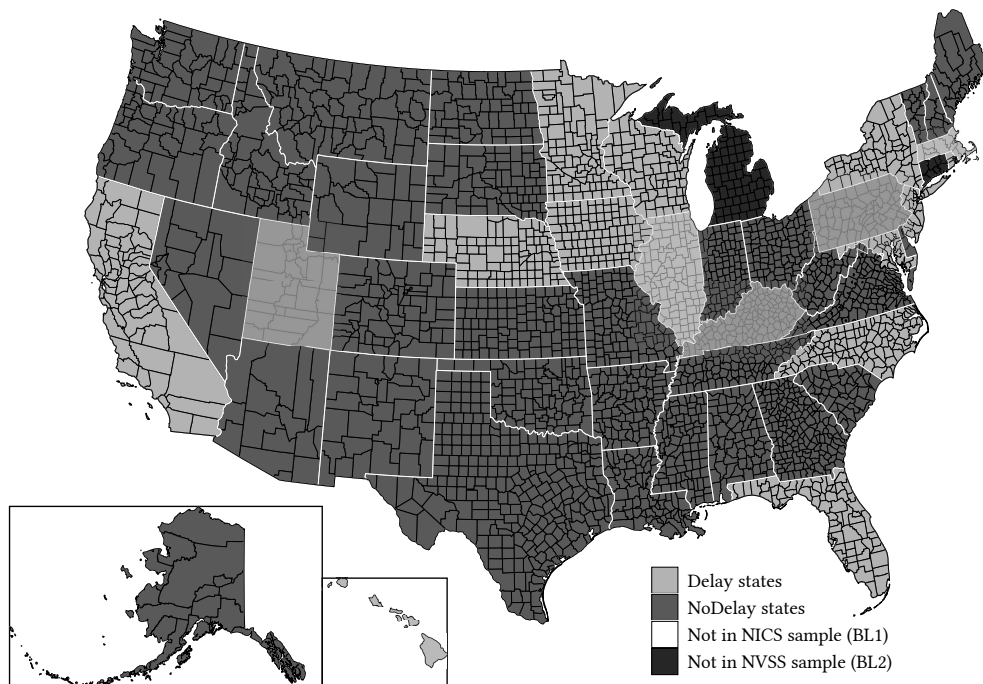 Delay states
NoDelay states
Not in NICS sample (BL1)
Not in NVSS sample (BL2)